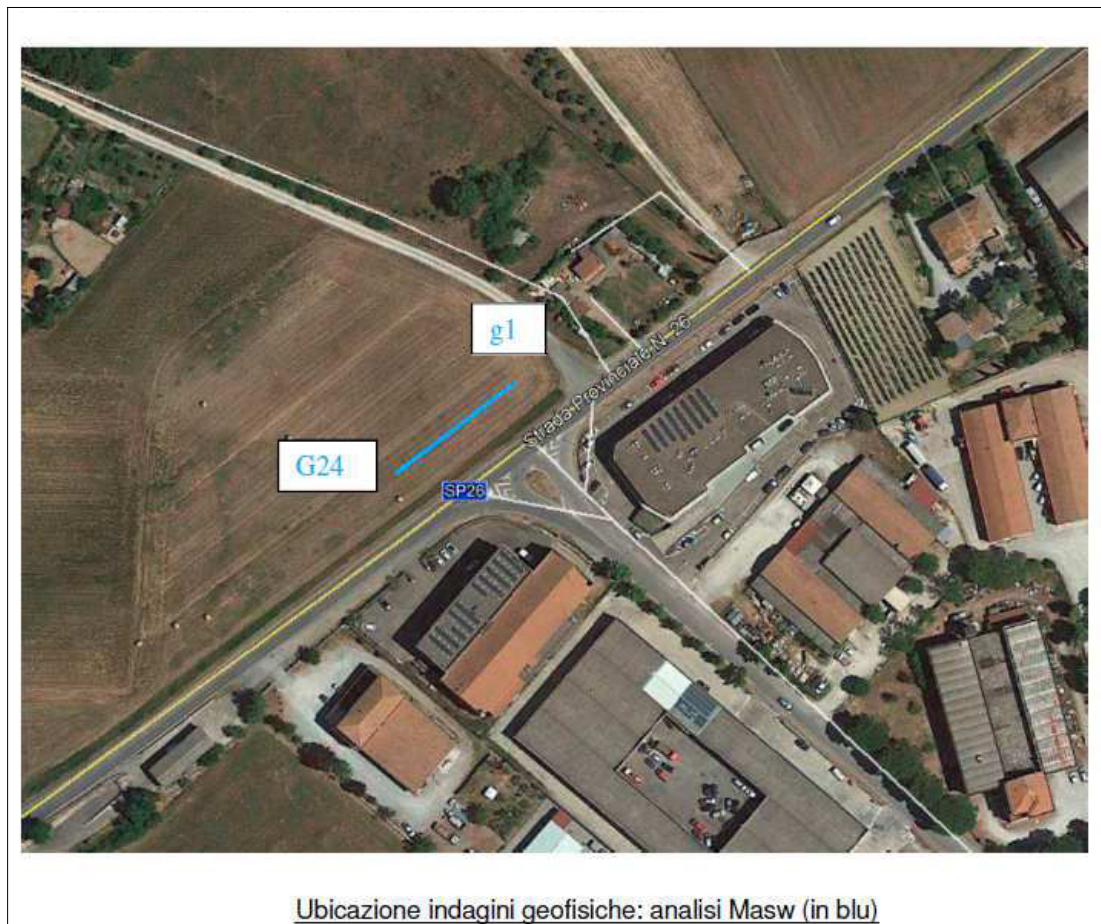 g1
Strada Provinciale N. 26
G24
SP26
Ubicazione indagini geofisiche: analisi Masw (in blu)